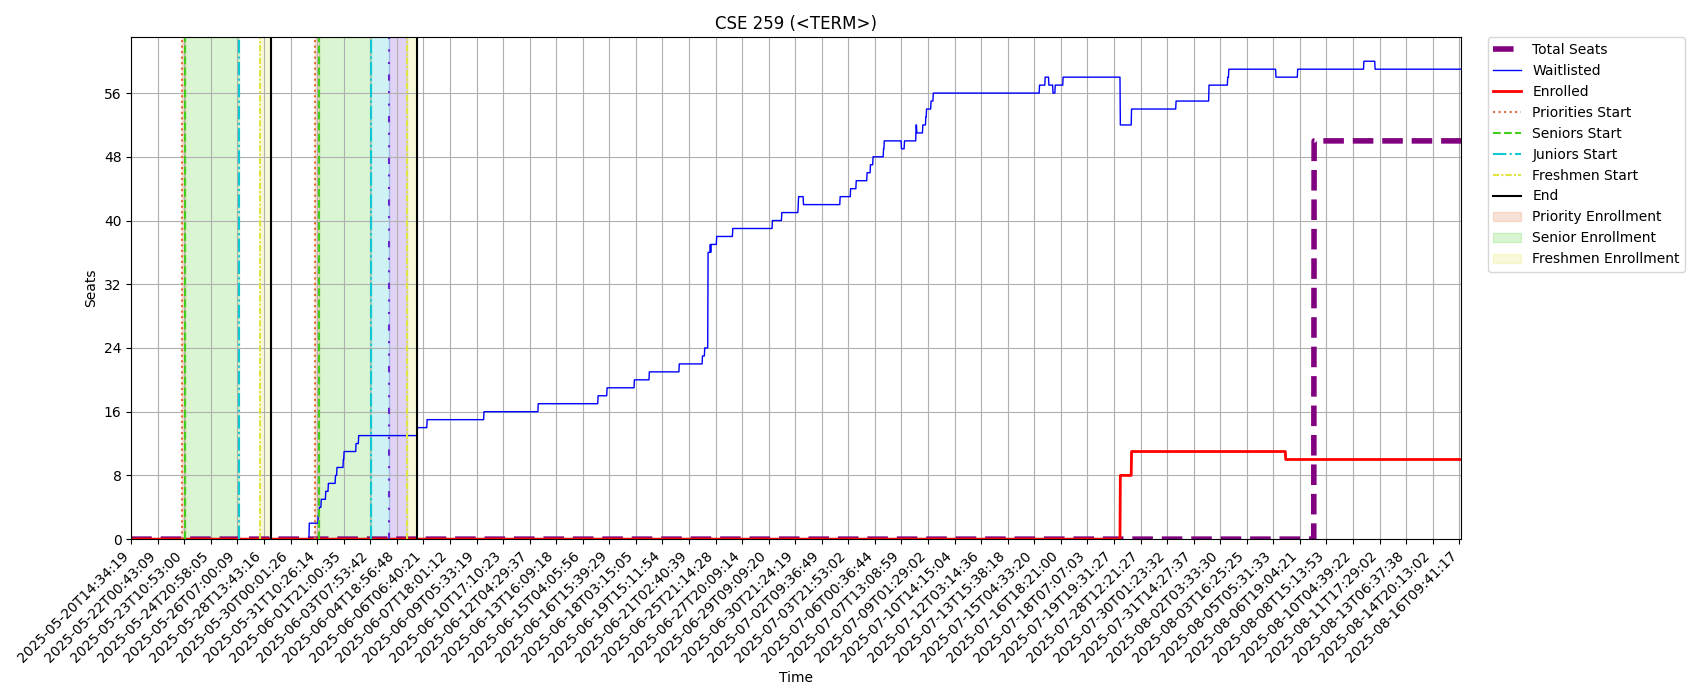 CSE 259 (<TERM>)
Seats
56
48
40
32
24
16
8
0
2025-05-20T14:34:19
2025-05-22T00:43:09
2025-05-23T10:53:00
2025-05-24T20:58:05
2025-05-26T07:00:09
2025-05-28T13:43:16
2025-05-30T00:01:26
2025-05-31T10:26:14
2025-06-01T21:00:35
2025-06-03T07:53:42
2025-06-04T18:56:48
2025-06-06T06:40:21
2025-06-07T18:01:12
2025-06-09T05:33:19
2025-06-10T17:10:23
2025-06-12T04:29:37
2025-06-13T16:09:18
2025-06-15T04:05:56
2025-06-16T15:39:29
2025-06-18T03:15:05
2025-06-19T15:11:54
2025-06-21T02:40:39
2025-06-25T21:14:28
2025-06-27T20:09:14
2025-06-29T09:09:20
2025-06-30T21:24:19
2025-07-02T09:36:49
2025-07-03T21:53:02
2025-07-06T00:36:44
2025-07-07T13:08:59
2025-07-09T01:29:02
2025-07-10T14:15:04
2025-07-12T03:14:36
2025-07-13T15:38:18
2025-07-15T04:33:20
2025-07-16T18:21:00
2025-07-18T07:07:03
2025-07-19T19:31:27
2025-07-28T12:21:27
2025-07-30T01:23:32
2025-07-31T14:27:37
2025-08-02T03:33:30
2025-08-03T16:25:25
2025-08-05T05:31:33
2025-08-06T19:04:21
2025-08-08T15:13:53
2025-08-10T04:39:22
2025-08-11T17:29:02
2025-08-13T06:37:38
2025-08-14T20:13:02
2025-08-16T09:41:17
Time
Total Seats
Waitlisted
Enrolled
Priorities Start
Seniors Start
Juniors Start
Freshmen Start
End
Priority Enrollment
Senior Enrollment
Freshmen Enrollment